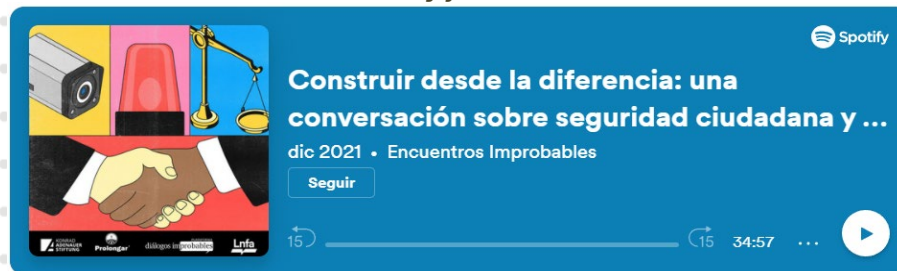 Spotify
Construir desde la diferencia: una
conversación sobre seguridad ciudadana y ...
dic 2021 • Encuentros Improbables
Seguir
15
15
34:57
...
KONRAD
ADENAUER
STIFTUNG
Prolongar
diálogos improbables
Lnfa